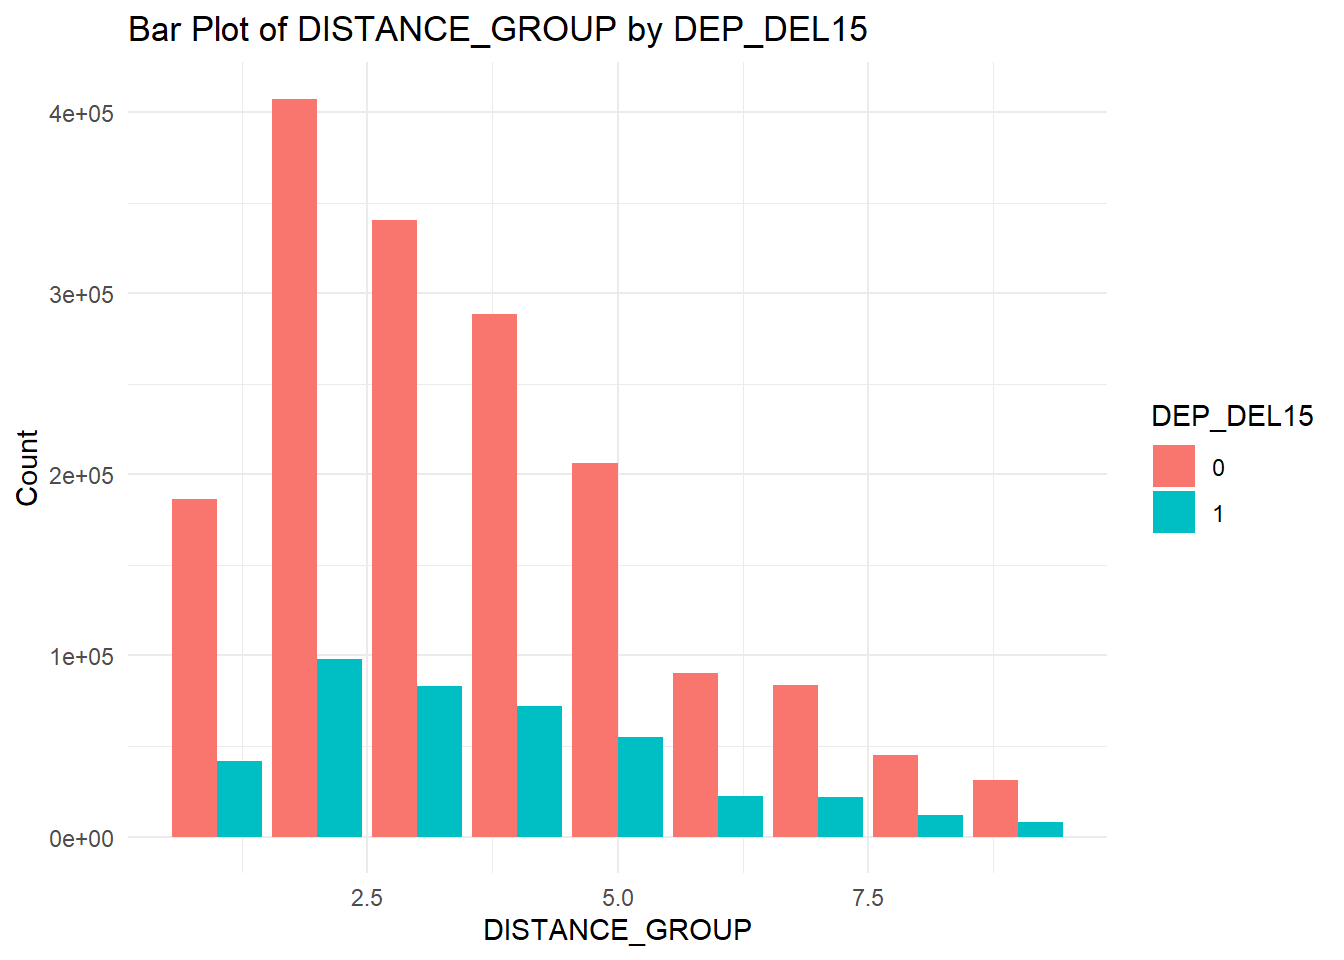 Bar Plot of DISTANCE_GROUP by DEP_DEL15
4e+05
3e+05
2e+05
1e+05
0e+00
Count
2.5 5.0 7.5
DISTANCE_GROUP
DEP_DEL15
0
1